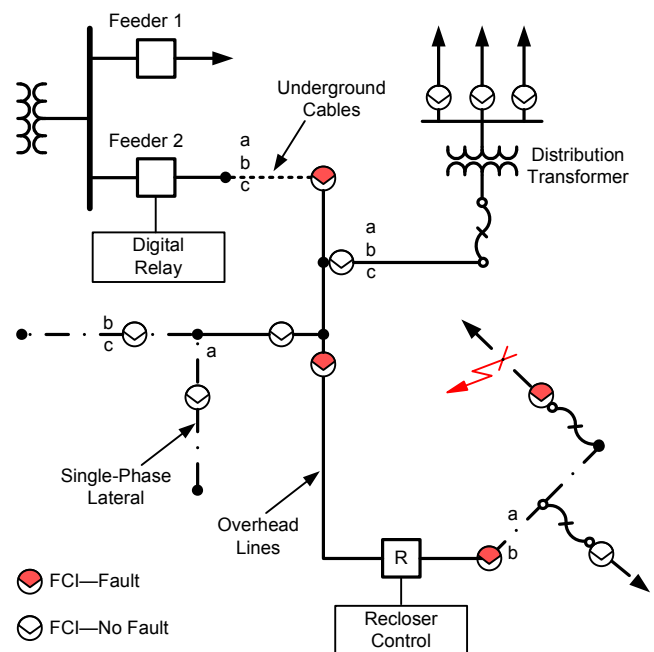 Feeder 1
Underground
Cables
Feeder 2
a
b
c
Distribution
Transformer
Digital
Relay
a
b
c
b
c
a
Single-Phase
Lateral
Overhead
Lines
a
b
R
Recloser
Control
FCI—Fault
FCI—No Fault